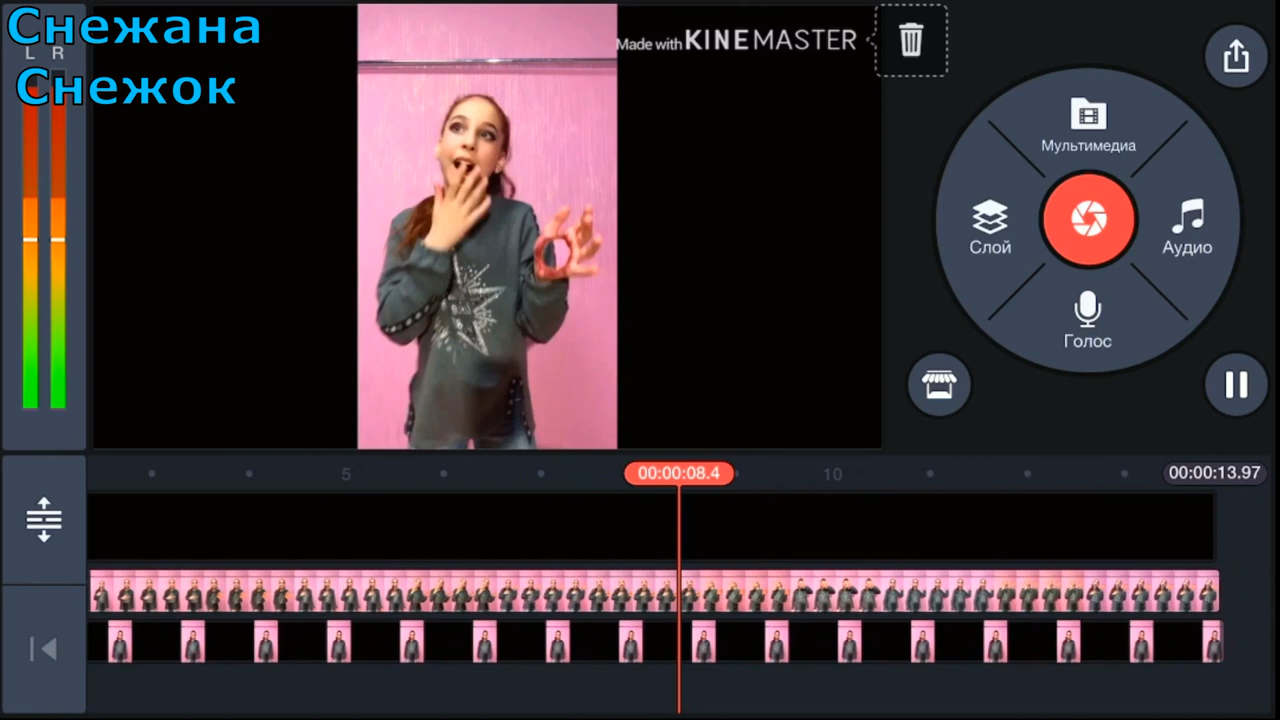 Снежана
L R
Снежок
Made with KINEMASTER
Мультимедиа
Слой
Аудио
Голос
5
00:00:08.4
10
00:00:13.97